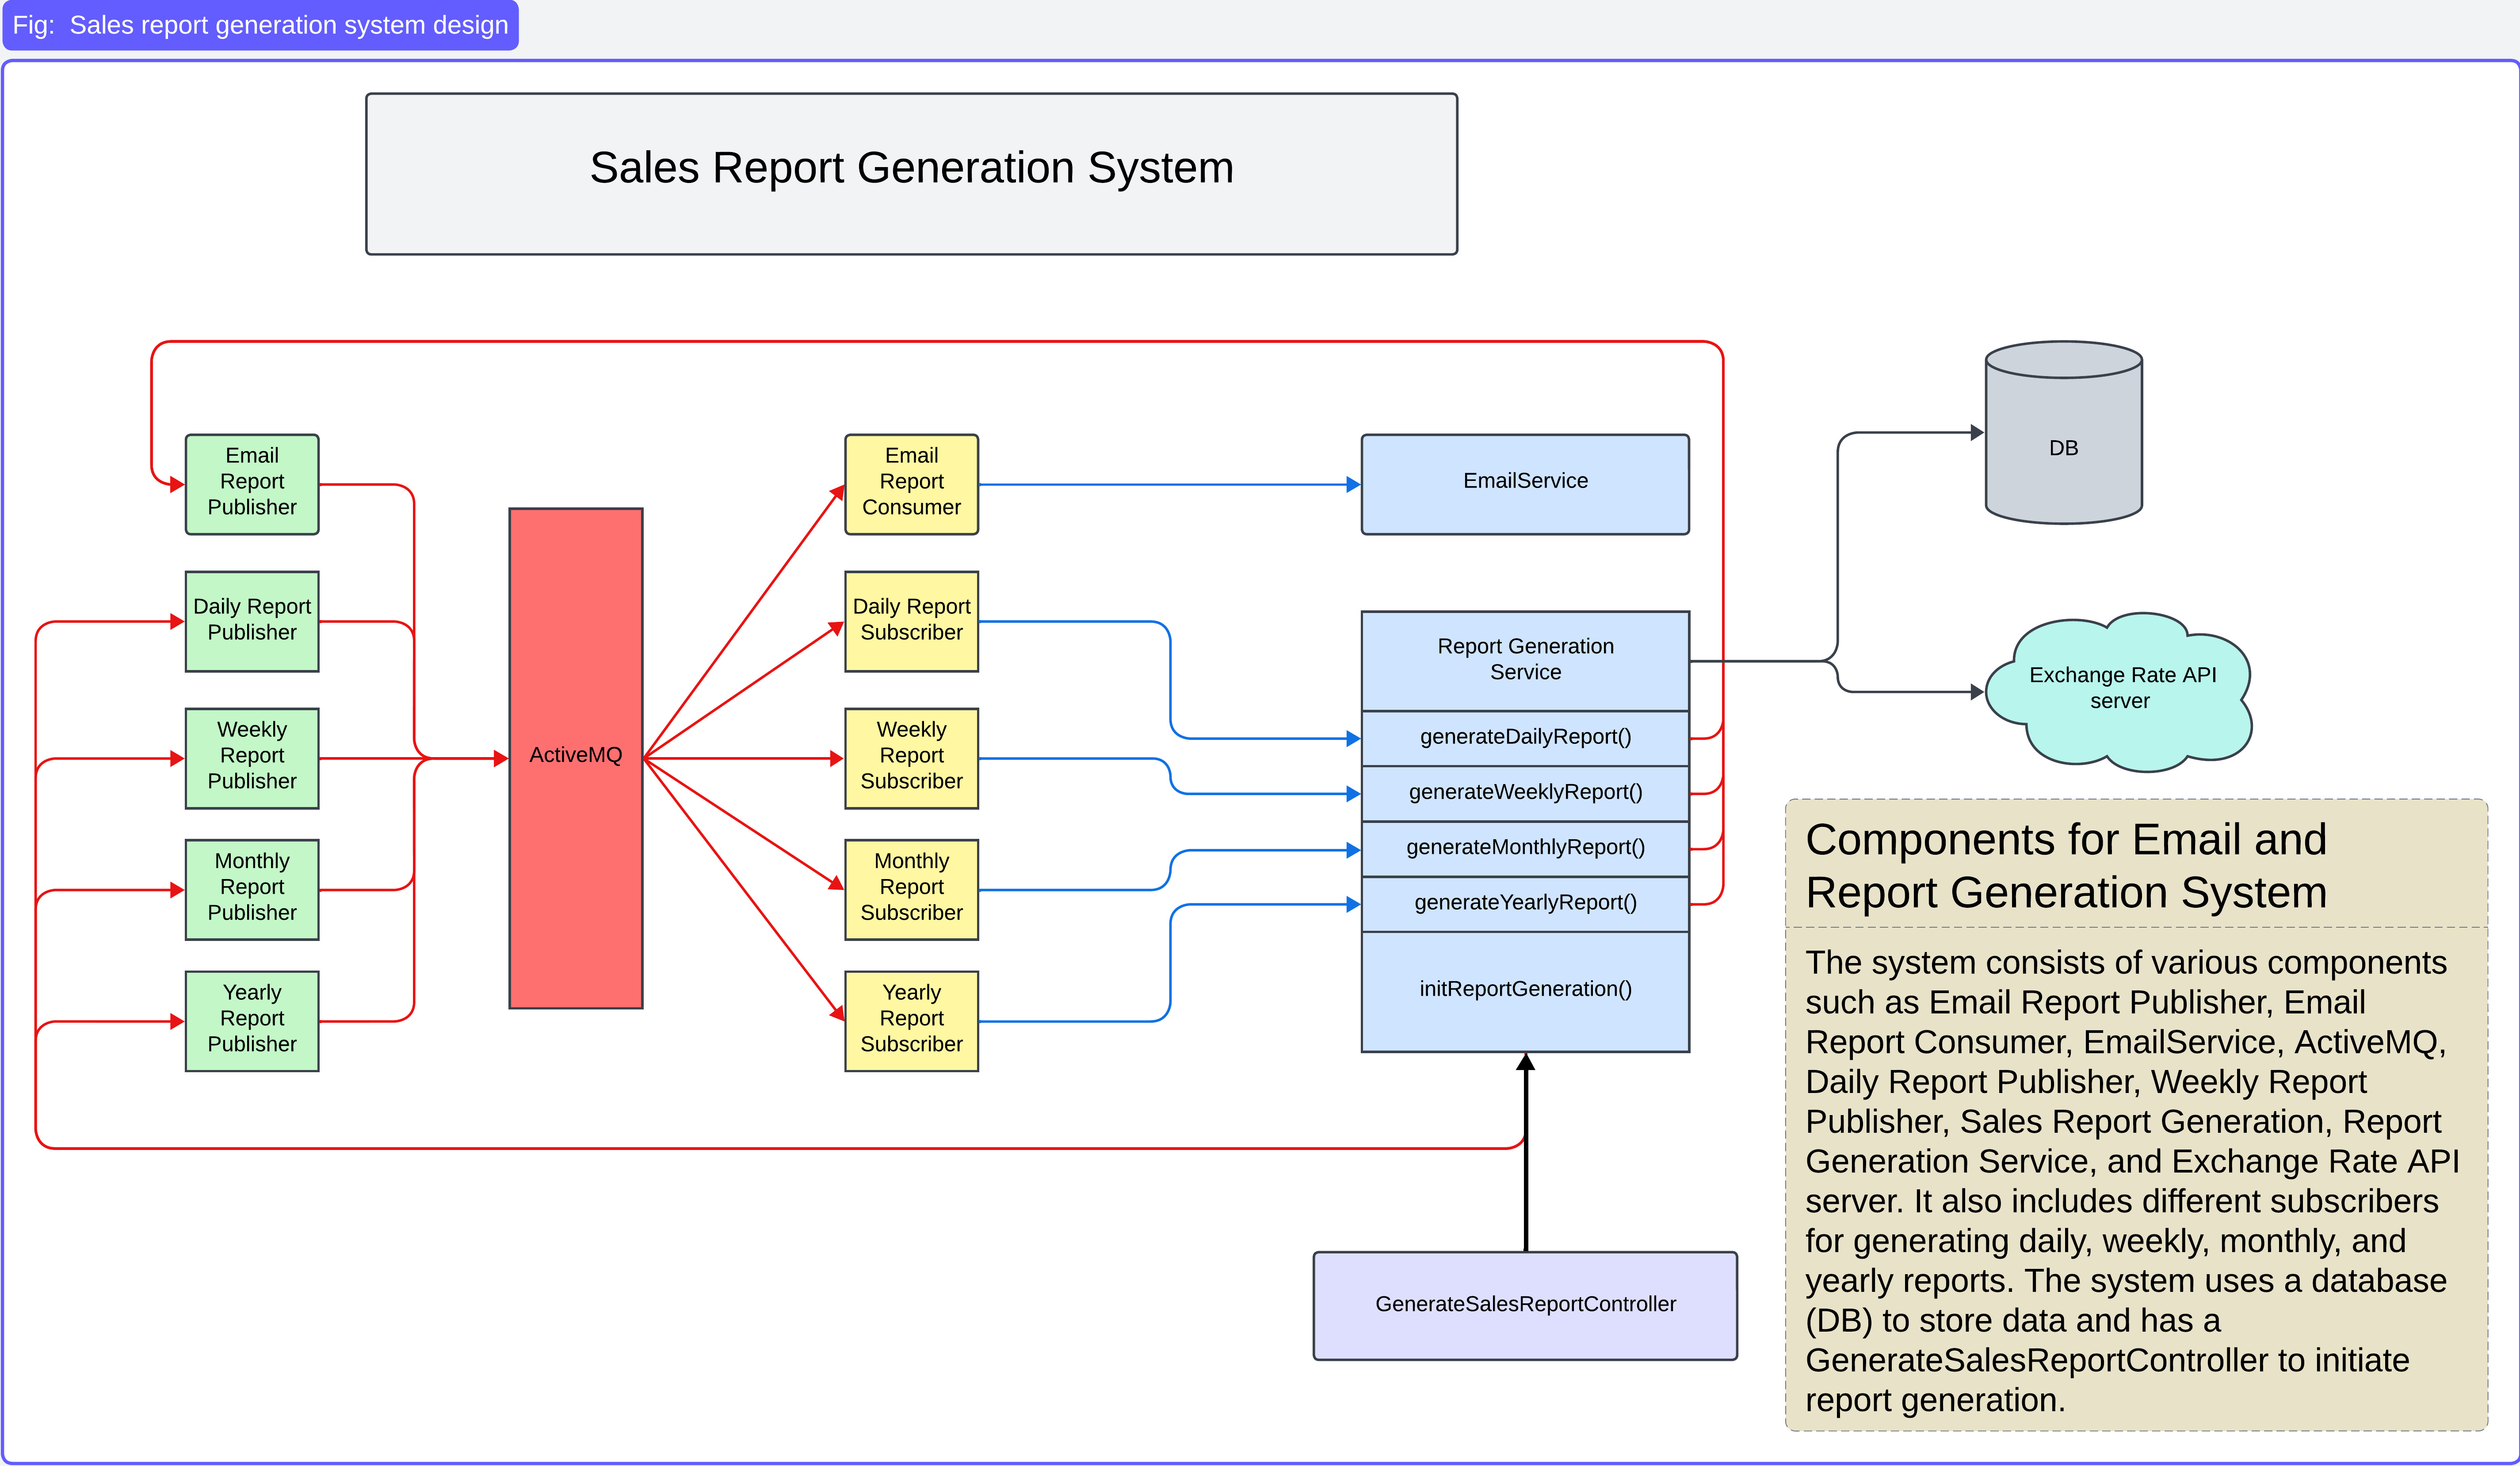 Fig:  Sales report generation system design
Sales Report Generation System
Email
Report
Publisher
Daily Report
Publisher
Weekly
Report
Publisher
Monthly
Report
Publisher
Yearly
Report
Publisher
ActiveMQ
Email
Report
Consumer
Daily Report
Subscriber
Weekly
Report
Subscriber
Monthly
Report
Subscriber
Yearly
Report
Subscriber
EmailService
Report Generation
Service
generateDailyReport()
generateWeeklyReport()
generateMonthlyReport()
generateYearlyReport()
initReportGeneration()
GenerateSalesReportController
DB
Exchange Rate API
server
Components for Email and
Report Generation System
The system consists of various components
such as Email Report Publisher, Email
Report Consumer, EmailService, ActiveMQ,
Daily Report Publisher, Weekly Report
Publisher, Sales Report Generation, Report
Generation Service, and Exchange Rate API
server. It also includes different subscribers
for generating daily, weekly, monthly, and
yearly reports. The system uses a database
(DB) to store data and has a
GenerateSalesReportController to initiate
report generation.